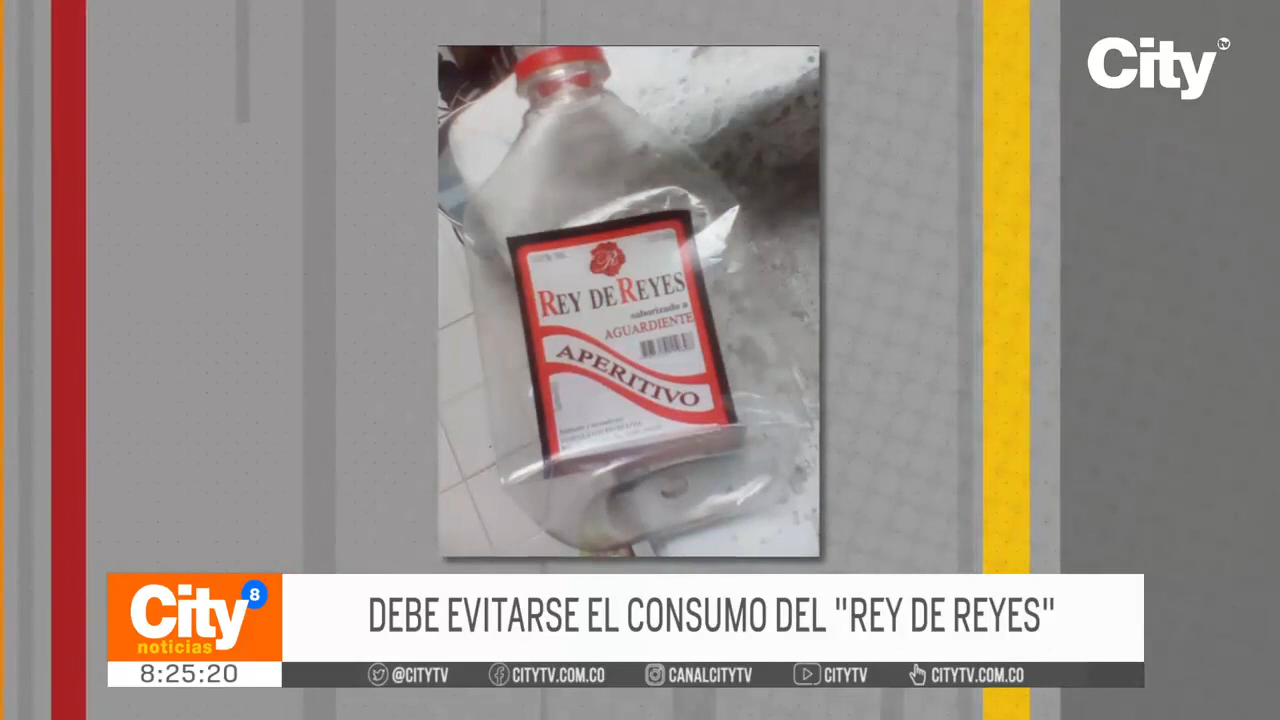 City tv
R
REY DE REYES
saborizado a
AGUARDIENTE
APERITIVO
City 8
noticias
8:25:20
DEBE EVITARSE EL CONSUMO DEL "REY DE REYES"
@CITYTV
CITYTV.COM.CO
CANALCITYTV
CITYTV
CITYTV.COM.CO